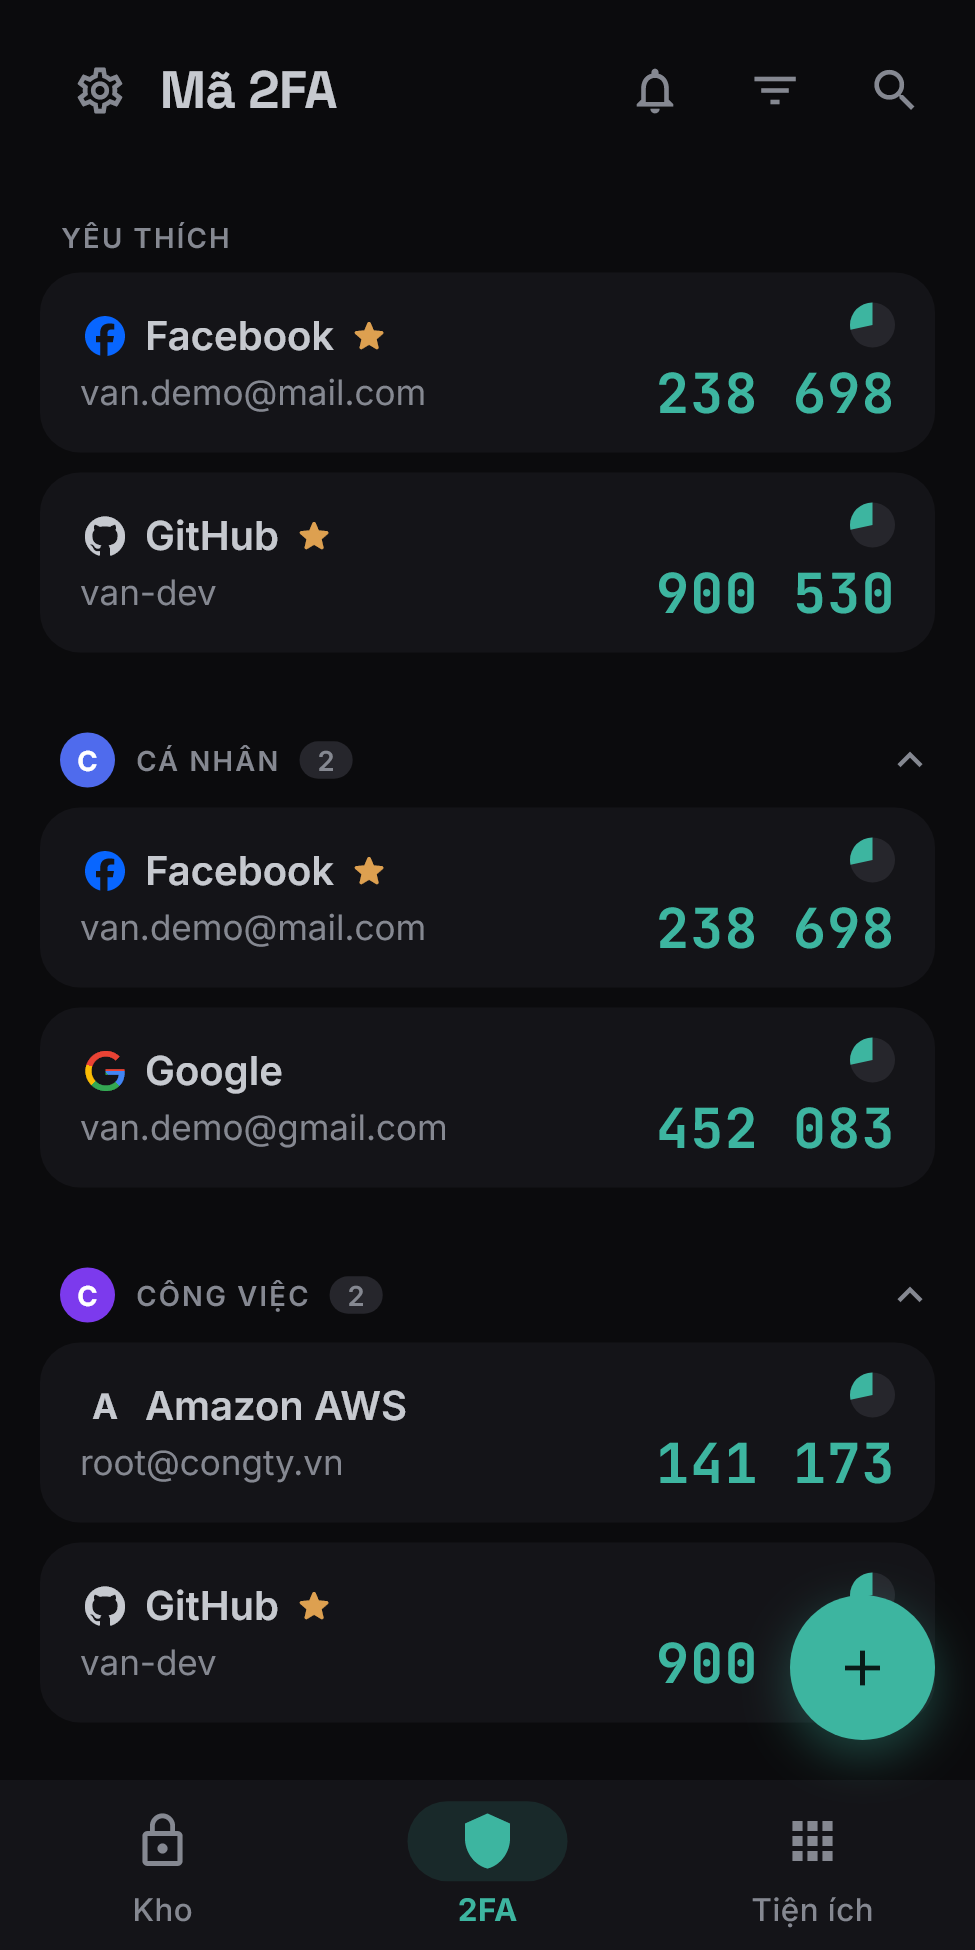 Mã 2FA
YÊU THÍCH
Facebook
van.demo@mail.com
238 698
GitHub
van-dev
900 530
C CÁ NHÂN 2
Facebook
van.demo@mail.com
238 698
Google
van.demo@gmail.com
452 083
C CÔNG VIỆC 2
A Amazon AWS
root@congty.vn
141 173
GitHub
van-dev
900
Kho
2FA
Tiện ích